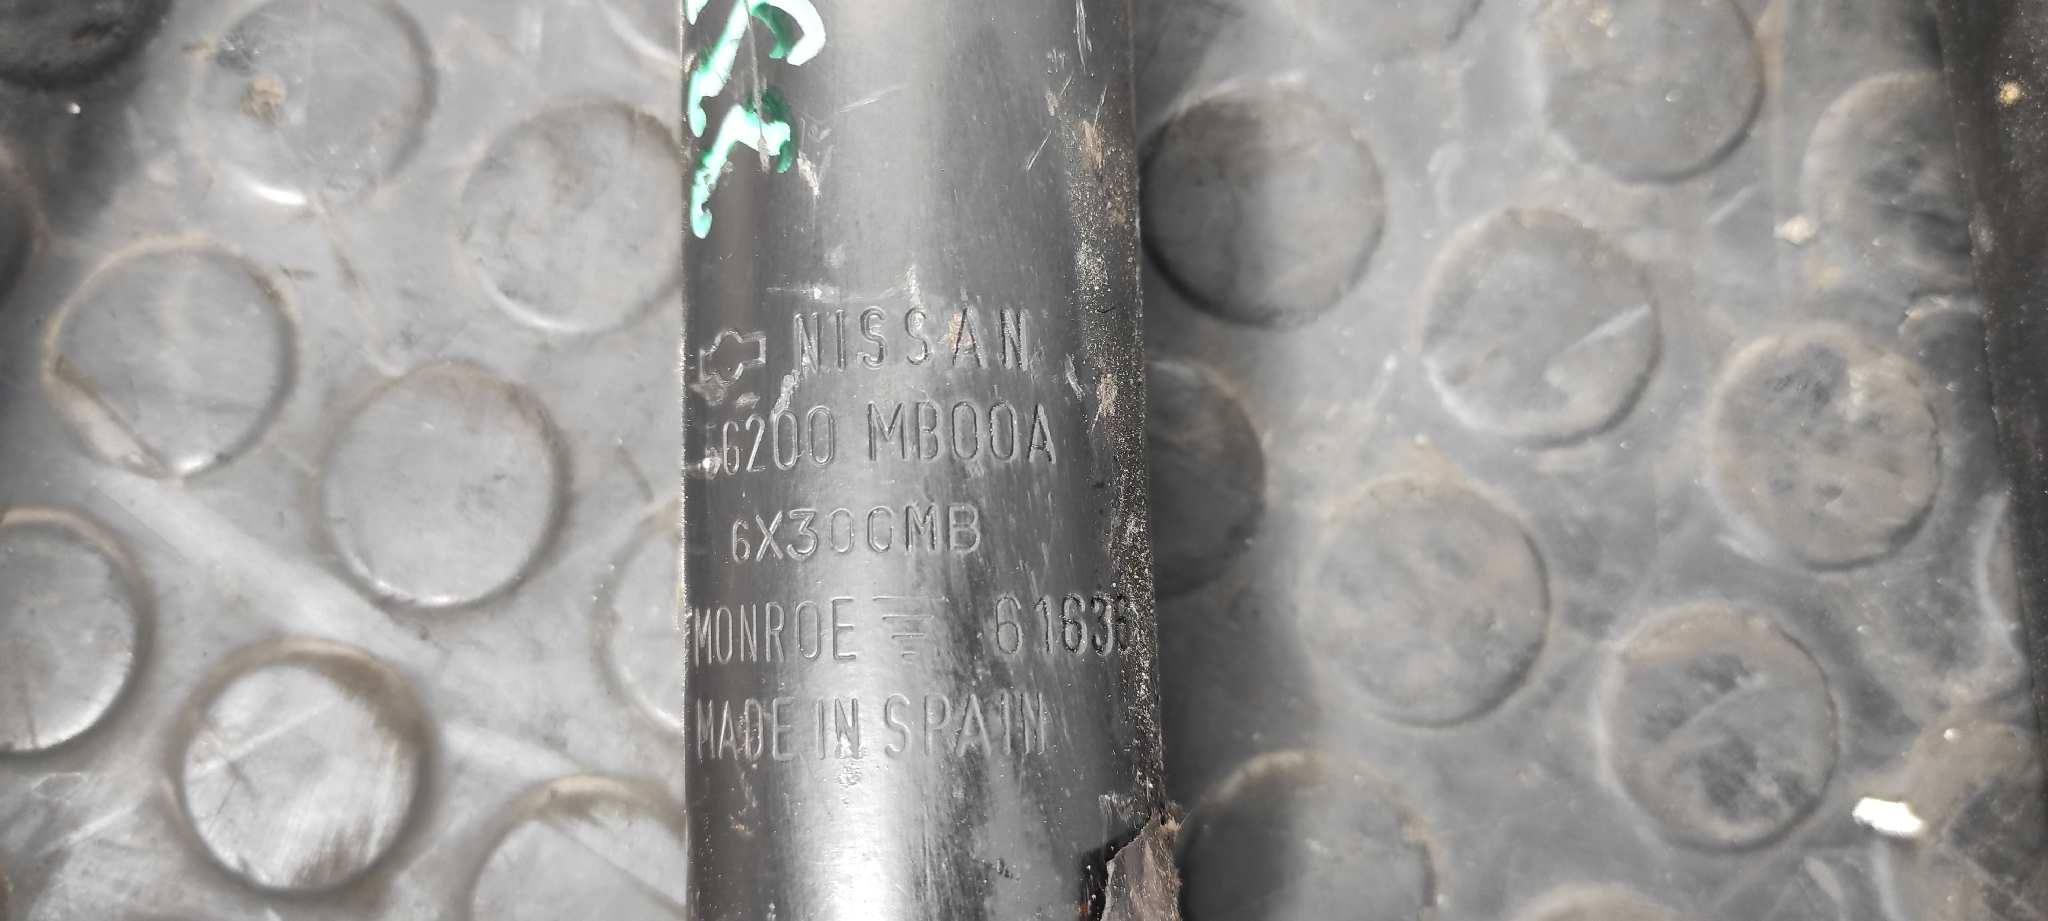 NISSAN
56200 MB00A
6X300MB
MONROE 61636
MADE IN SPAIN